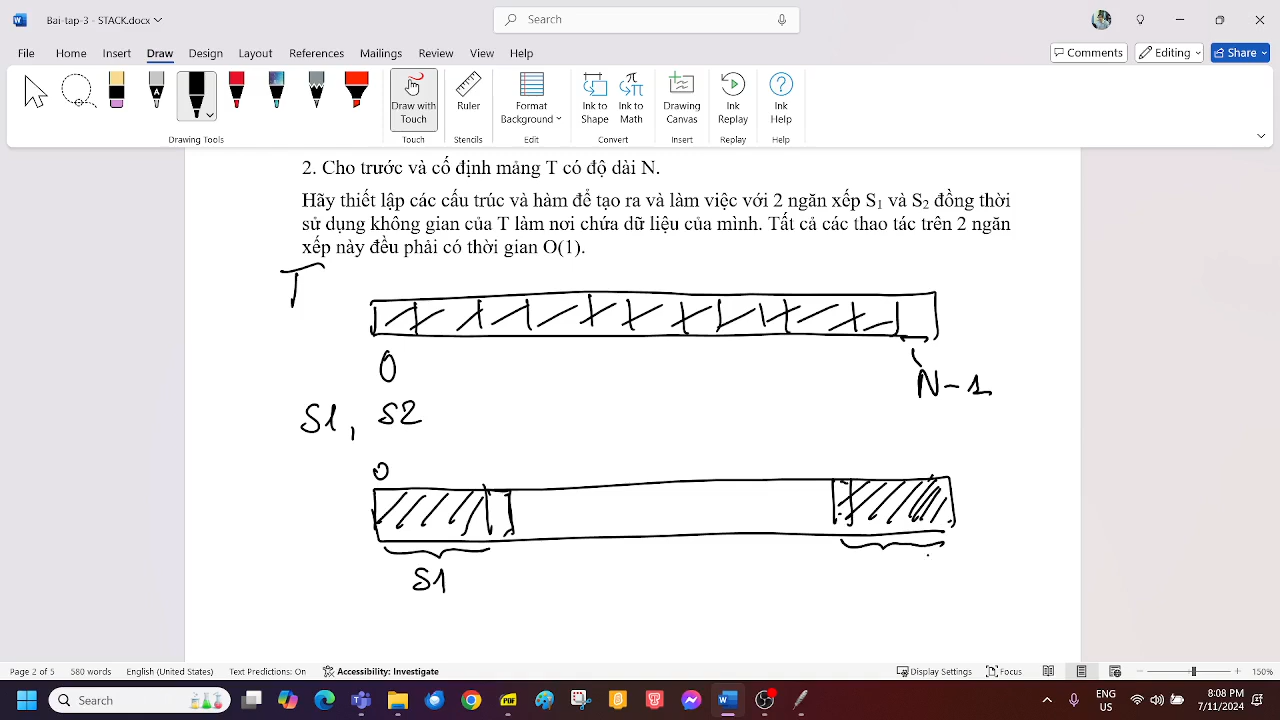 Bai-tap-3 - STACK.docx
Search
File Home Insert Draw Design Layout References Mailings Review View Help
Comments Editing Share
Draw with Touch
Ruler
Format Background
Ink to Shape
Ink to Math
Drawing Canvas
Ink Replay
Ink Help
Drawing Tools Touch Stencils Edit Convert Insert Replay Help
2. Cho trước và cố định mảng T có độ dài N.
Hãy thiết lập các cấu trúc và hàm để tạo ra và làm việc với 2 ngăn xếp S1 và S2 đồng thời
sử dụng không gian của T làm nơi chứa dữ liệu của mình. Tất cả các thao tác trên 2 ngăn
xếp này đều phải có thời gian O(1).
T
0
N-1
S1, S2
0
S1
Page 2 of 5 580 words English (United States) Text Predictions: On Accessibility: Investigate Display Settings Focus 150%
Search ENG US 8:08 PM 7/11/2024